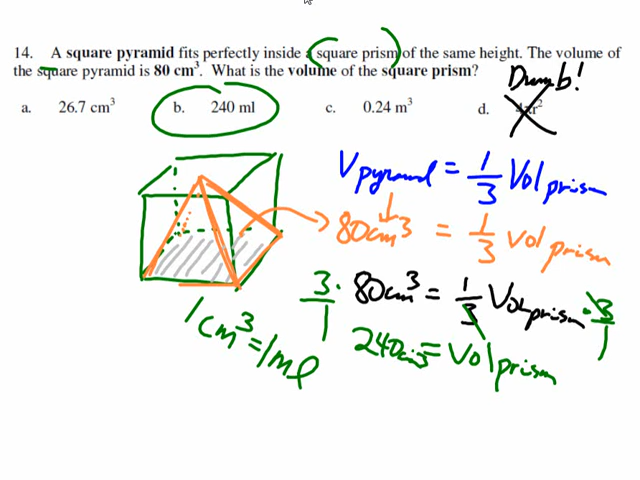 14. A square pyramid fits perfectly inside a square prism of the same height. The volume of
the square pyramid is 80 cm³. What is the volume of the square prism?
Dumb!
a. 26.7 cm³ b. 240 ml c. 0.24 m³ d. 4πr²
Vpyramid = 1/3 Vol prism
80cm³ = 1/3 Vol prism
3/1 · 80cm³ = 1/3 Vol prism · 3/1
240cm³ = Vol prism
1cm³ = 1ml